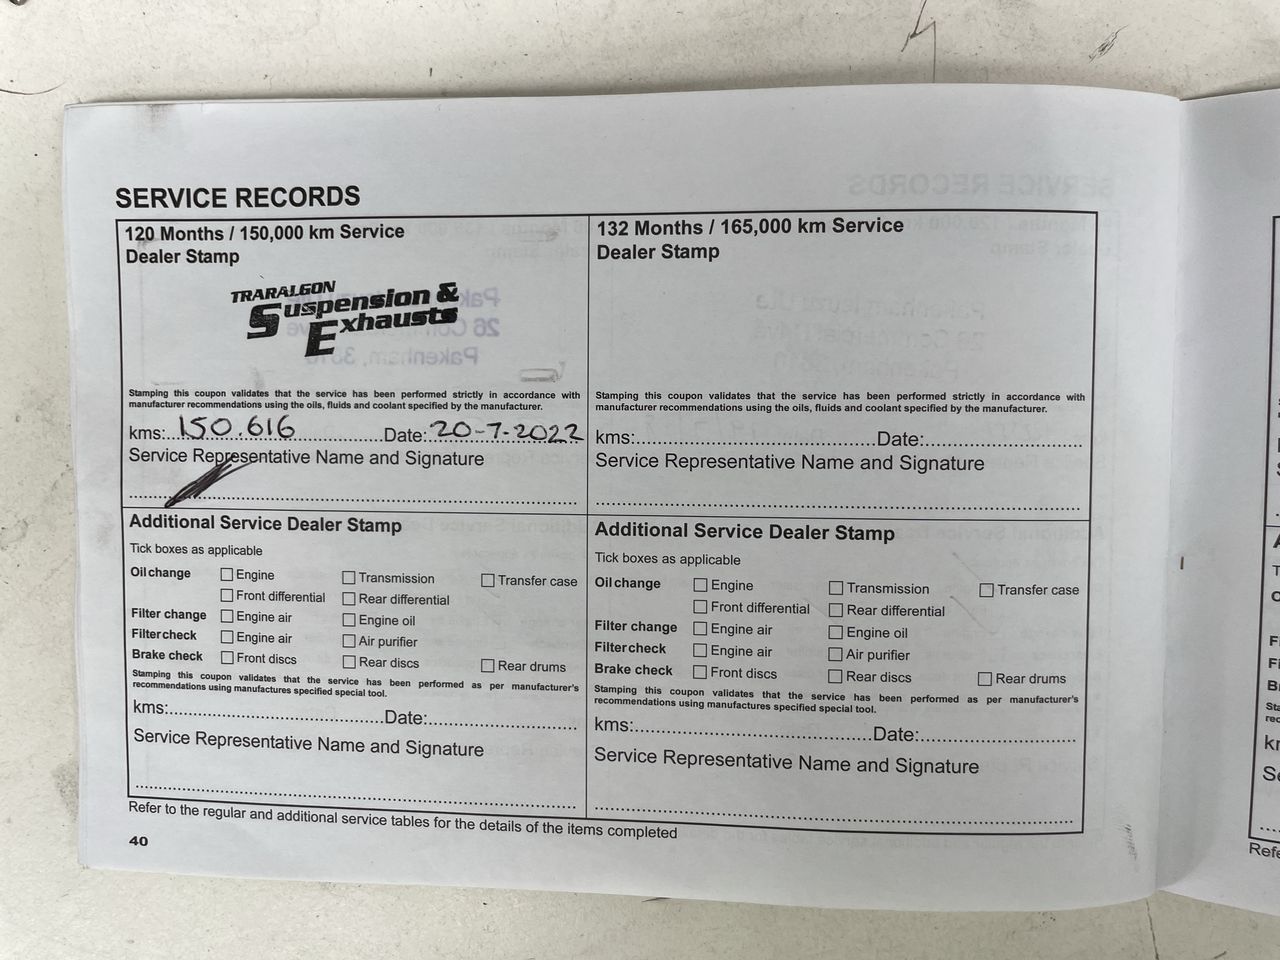 SERVICE RECORDS
120 Months / 150,000 km Service
Dealer Stamp
TRARALGON
Suspension &
Exhausts
Stamping this coupon validates that the service has been performed strictly in accordance with
manufacturer recommendations using the oils, fluids and coolant specified by the manufacturer.
kms: 150.616 Date: 20-7-2022
Service Representative Name and Signature
132 Months / 165,000 km Service
Dealer Stamp
Stamping this coupon validates that the service has been performed strictly in accordance with
manufacturer recommendations using the oils, fluids and coolant specified by the manufacturer.
kms: Date:
Service Representative Name and Signature
Additional Service Dealer Stamp
Tick boxes as applicable
Oil change Engine Transmission Transfer case
Front differential Rear differential
Filter change Engine air Engine oil
Filter check Engine air Air purifier
Brake check Front discs Rear discs Rear drums
Stamping this coupon validates that the service has been performed as per manufacturer's
recommendations using manufactures specified special tool.
kms: Date:
Service Representative Name and Signature
Additional Service Dealer Stamp
Tick boxes as applicable
Oil change Engine Transmission Transfer case
Front differential Rear differential
Filter change Engine air Engine oil
Filter check Engine air Air purifier
Brake check Front discs Rear discs Rear drums
Stamping this coupon validates that the service has been performed as per manufacturer's
recommendations using manufactures specified special tool.
kms: Date:
Service Representative Name and Signature
Refer to the regular and additional service tables for the details of the items completed
40